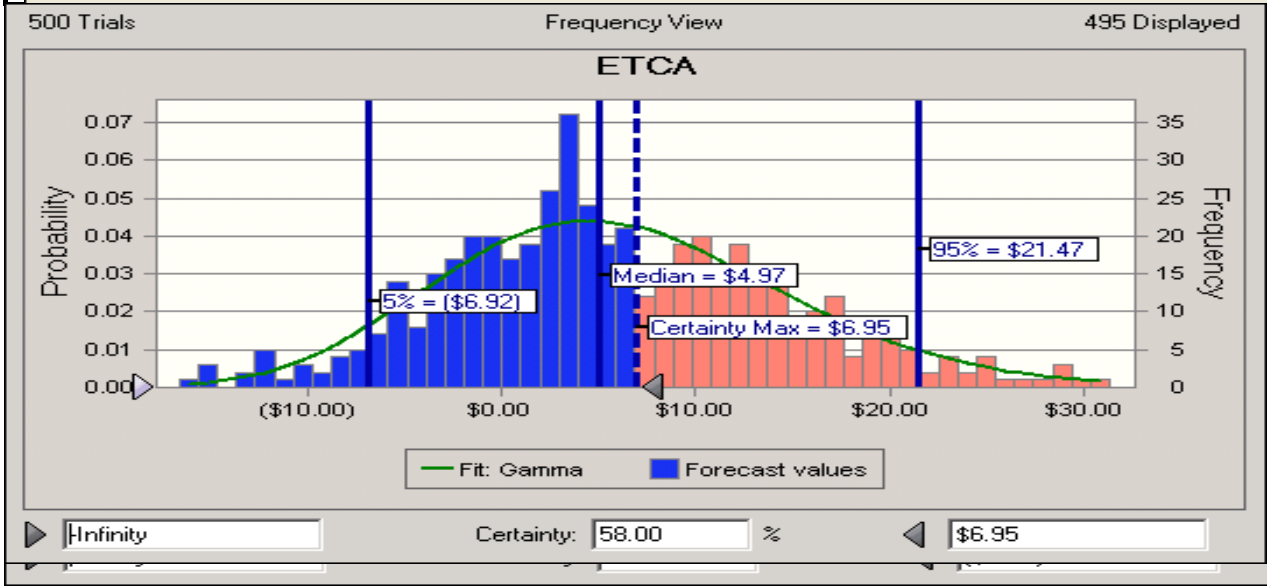 500 Trials Frequency View 495 Displayed
ETCA
Probability
Frequency
0.07 35
0.06 30
0.05 25
0.04 20
95% = $21.47
Median = $4.97
0.03 15
5% = ($6.92)
0.02 10
Certainty Max = $6.95
0.01 5
0.00 0
($10.00) $0.00 $10.00 $20.00 $30.00
Fit: Gamma Forecast values
-Infinity Certainty: 58.00 % $6.95